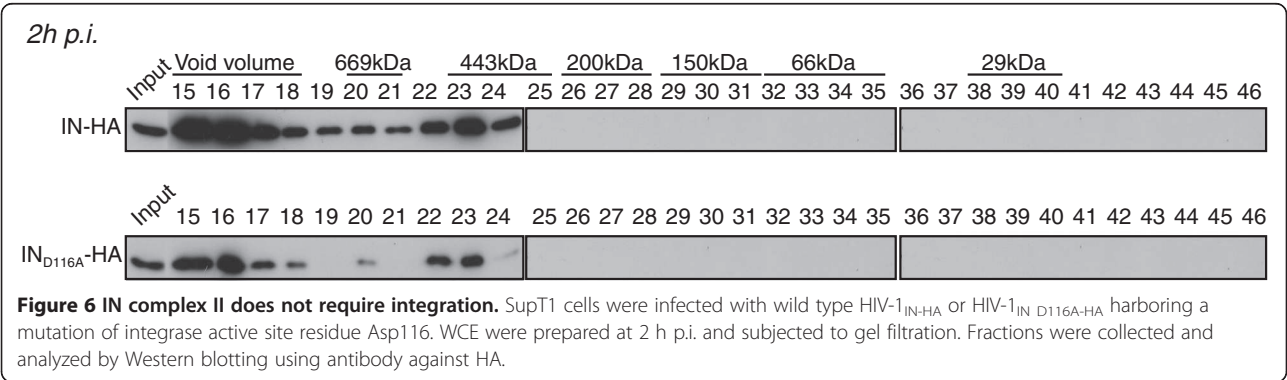 2h p.i.
Void volume 669kDa 443kDa 200kDa 150kDa 66kDa 29kDa
Input 15 16 17 18 19 20 21 22 23 24 25 26 27 28 29 30 31 32 33 34 35 36 37 38 39 40 41 42 43 44 45 46
IN-HA
Input 15 16 17 18 19 20 21 22 23 24 25 26 27 28 29 30 31 32 33 34 35 36 37 38 39 40 41 42 43 44 45 46
IND116A-HA
Figure 6 IN complex II does not require integration. SupT1 cells were infected with wild type HIV-1IN-HA or HIV-1IN D116A-HA harboring a
mutation of integrase active site residue Asp116. WCE were prepared at 2 h p.i. and subjected to gel filtration. Fractions were collected and
analyzed by Western blotting using antibody against HA.